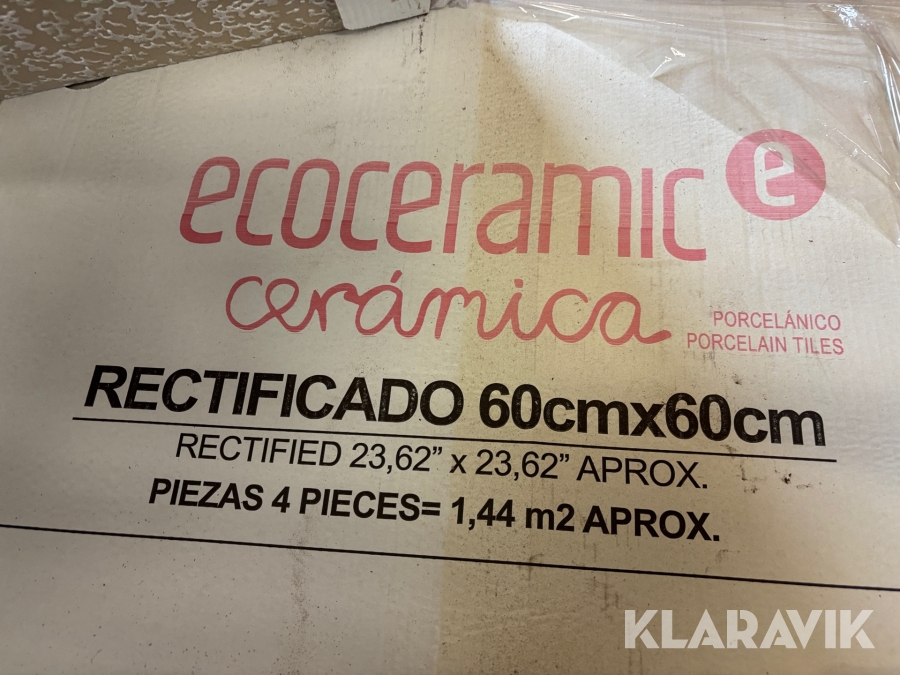 ecoceramic e
cerámica
PORCELÁNICO
PORCELAIN TILES
RECTIFICADO 60cmx60cm
RECTIFIED 23,62” x 23,62” APROX.
PIEZAS 4 PIECES= 1,44 m2 APROX.
KLARAVIK